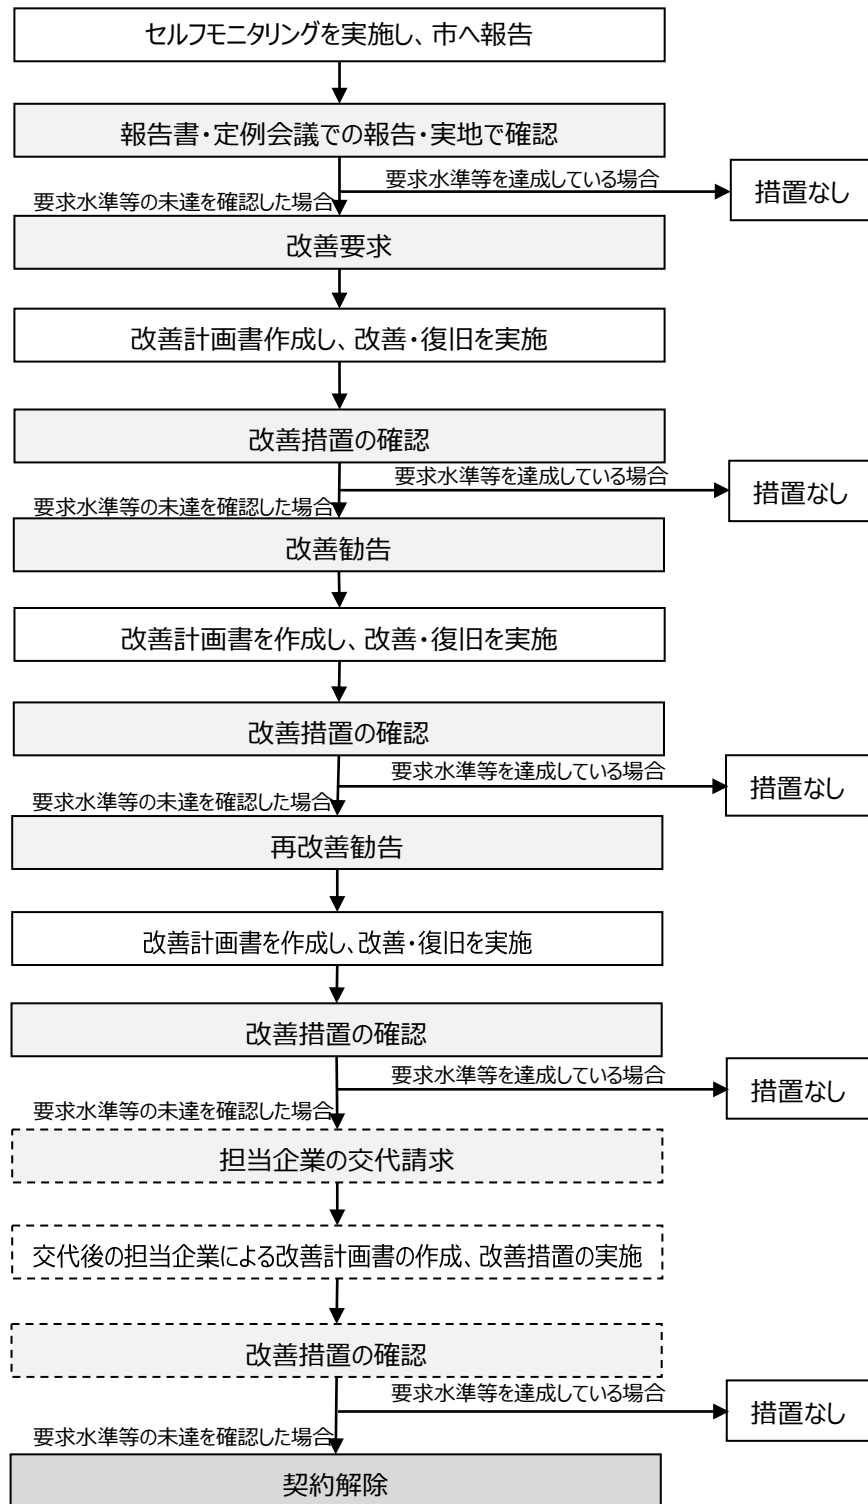 セルフモニタリングを実施し、市へ報告
報告書・定例会議での報告・実地で確認
要求水準等を達成している場合
措置なし
要求水準等の未達を確認した場合
改善要求
改善計画書作成し、改善・復旧を実施
改善措置の確認
要求水準等を達成している場合
措置なし
要求水準等の未達を確認した場合
改善勧告
改善計画書を作成し、改善・復旧を実施
改善措置の確認
要求水準等を達成している場合
措置なし
要求水準等の未達を確認した場合
再改善勧告
改善計画書を作成し、改善・復旧を実施
改善措置の確認
要求水準等を達成している場合
措置なし
要求水準等の未達を確認した場合
担当企業の交代請求
交代後の担当企業による改善計画書の作成、改善措置の実施
改善措置の確認
要求水準等を達成している場合
措置なし
要求水準等の未達を確認した場合
契約解除